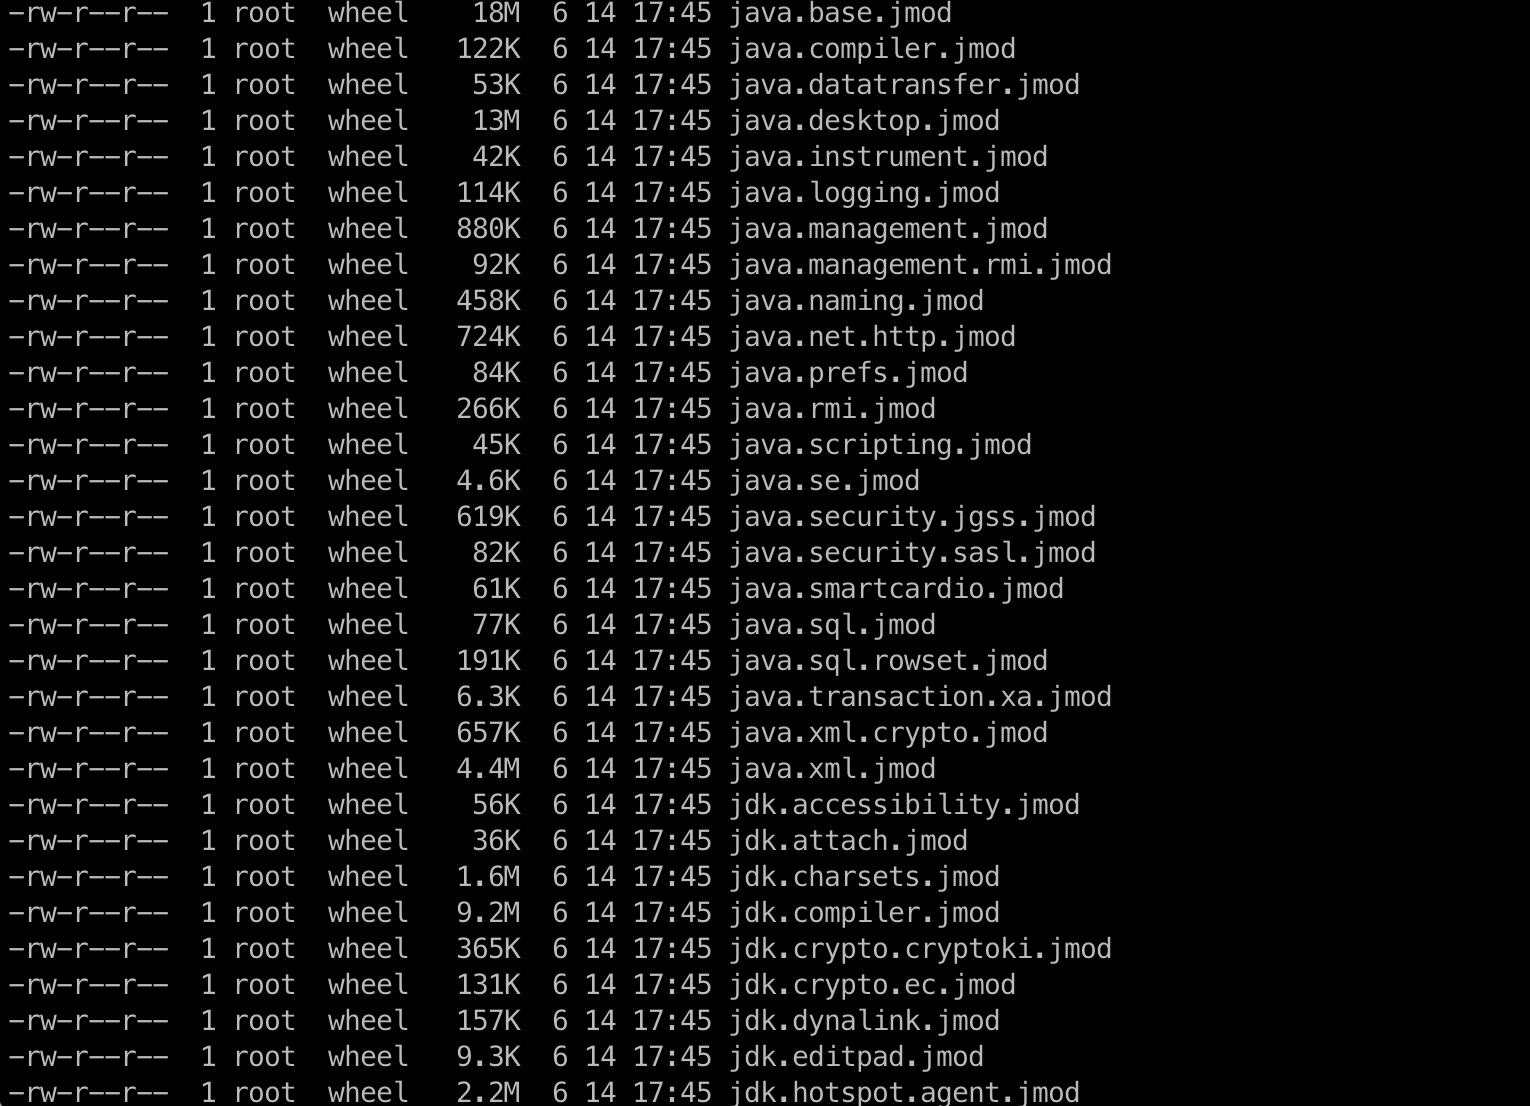 -rw-r--r--  1 root  wheel    18M  6 14 17:45 java.base.jmod
-rw-r--r--  1 root  wheel   122K  6 14 17:45 java.compiler.jmod
-rw-r--r--  1 root  wheel    53K  6 14 17:45 java.datatransfer.jmod
-rw-r--r--  1 root  wheel    13M  6 14 17:45 java.desktop.jmod
-rw-r--r--  1 root  wheel    42K  6 14 17:45 java.instrument.jmod
-rw-r--r--  1 root  wheel   114K  6 14 17:45 java.logging.jmod
-rw-r--r--  1 root  wheel   880K  6 14 17:45 java.management.jmod
-rw-r--r--  1 root  wheel    92K  6 14 17:45 java.management.rmi.jmod
-rw-r--r--  1 root  wheel   458K  6 14 17:45 java.naming.jmod
-rw-r--r--  1 root  wheel   724K  6 14 17:45 java.net.http.jmod
-rw-r--r--  1 root  wheel    84K  6 14 17:45 java.prefs.jmod
-rw-r--r--  1 root  wheel   266K  6 14 17:45 java.rmi.jmod
-rw-r--r--  1 root  wheel    45K  6 14 17:45 java.scripting.jmod
-rw-r--r--  1 root  wheel   4.6K  6 14 17:45 java.se.jmod
-rw-r--r--  1 root  wheel   619K  6 14 17:45 java.security.jgss.jmod
-rw-r--r--  1 root  wheel    82K  6 14 17:45 java.security.sasl.jmod
-rw-r--r--  1 root  wheel    61K  6 14 17:45 java.smartcardio.jmod
-rw-r--r--  1 root  wheel    77K  6 14 17:45 java.sql.jmod
-rw-r--r--  1 root  wheel   191K  6 14 17:45 java.sql.rowset.jmod
-rw-r--r--  1 root  wheel   6.3K  6 14 17:45 java.transaction.xa.jmod
-rw-r--r--  1 root  wheel   657K  6 14 17:45 java.xml.crypto.jmod
-rw-r--r--  1 root  wheel   4.4M  6 14 17:45 java.xml.jmod
-rw-r--r--  1 root  wheel    56K  6 14 17:45 jdk.accessibility.jmod
-rw-r--r--  1 root  wheel    36K  6 14 17:45 jdk.attach.jmod
-rw-r--r--  1 root  wheel   1.6M  6 14 17:45 jdk.charsets.jmod
-rw-r--r--  1 root  wheel   9.2M  6 14 17:45 jdk.compiler.jmod
-rw-r--r--  1 root  wheel   365K  6 14 17:45 jdk.crypto.cryptoki.jmod
-rw-r--r--  1 root  wheel   131K  6 14 17:45 jdk.crypto.ec.jmod
-rw-r--r--  1 root  wheel   157K  6 14 17:45 jdk.dynalink.jmod
-rw-r--r--  1 root  wheel   9.3K  6 14 17:45 jdk.editpad.jmod
-rw-r--r--  1 root  wheel   2.2M  6 14 17:45 jdk.hotspot.agent.jmod